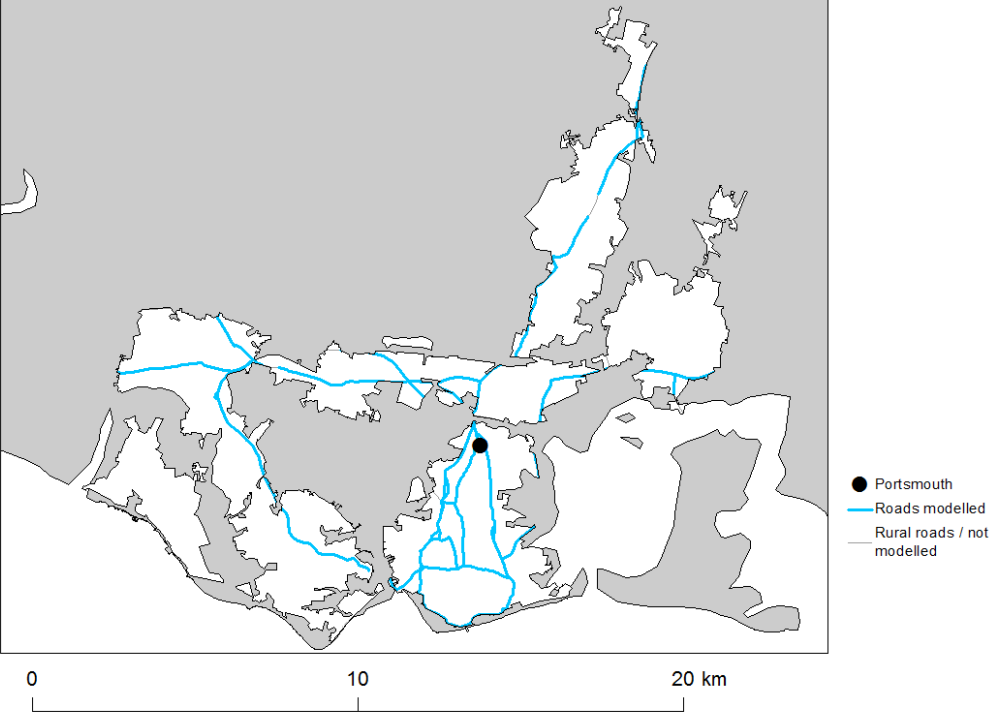 Portsmouth
Roads modelled
Rural roads / not
modelled
0 10 20 km